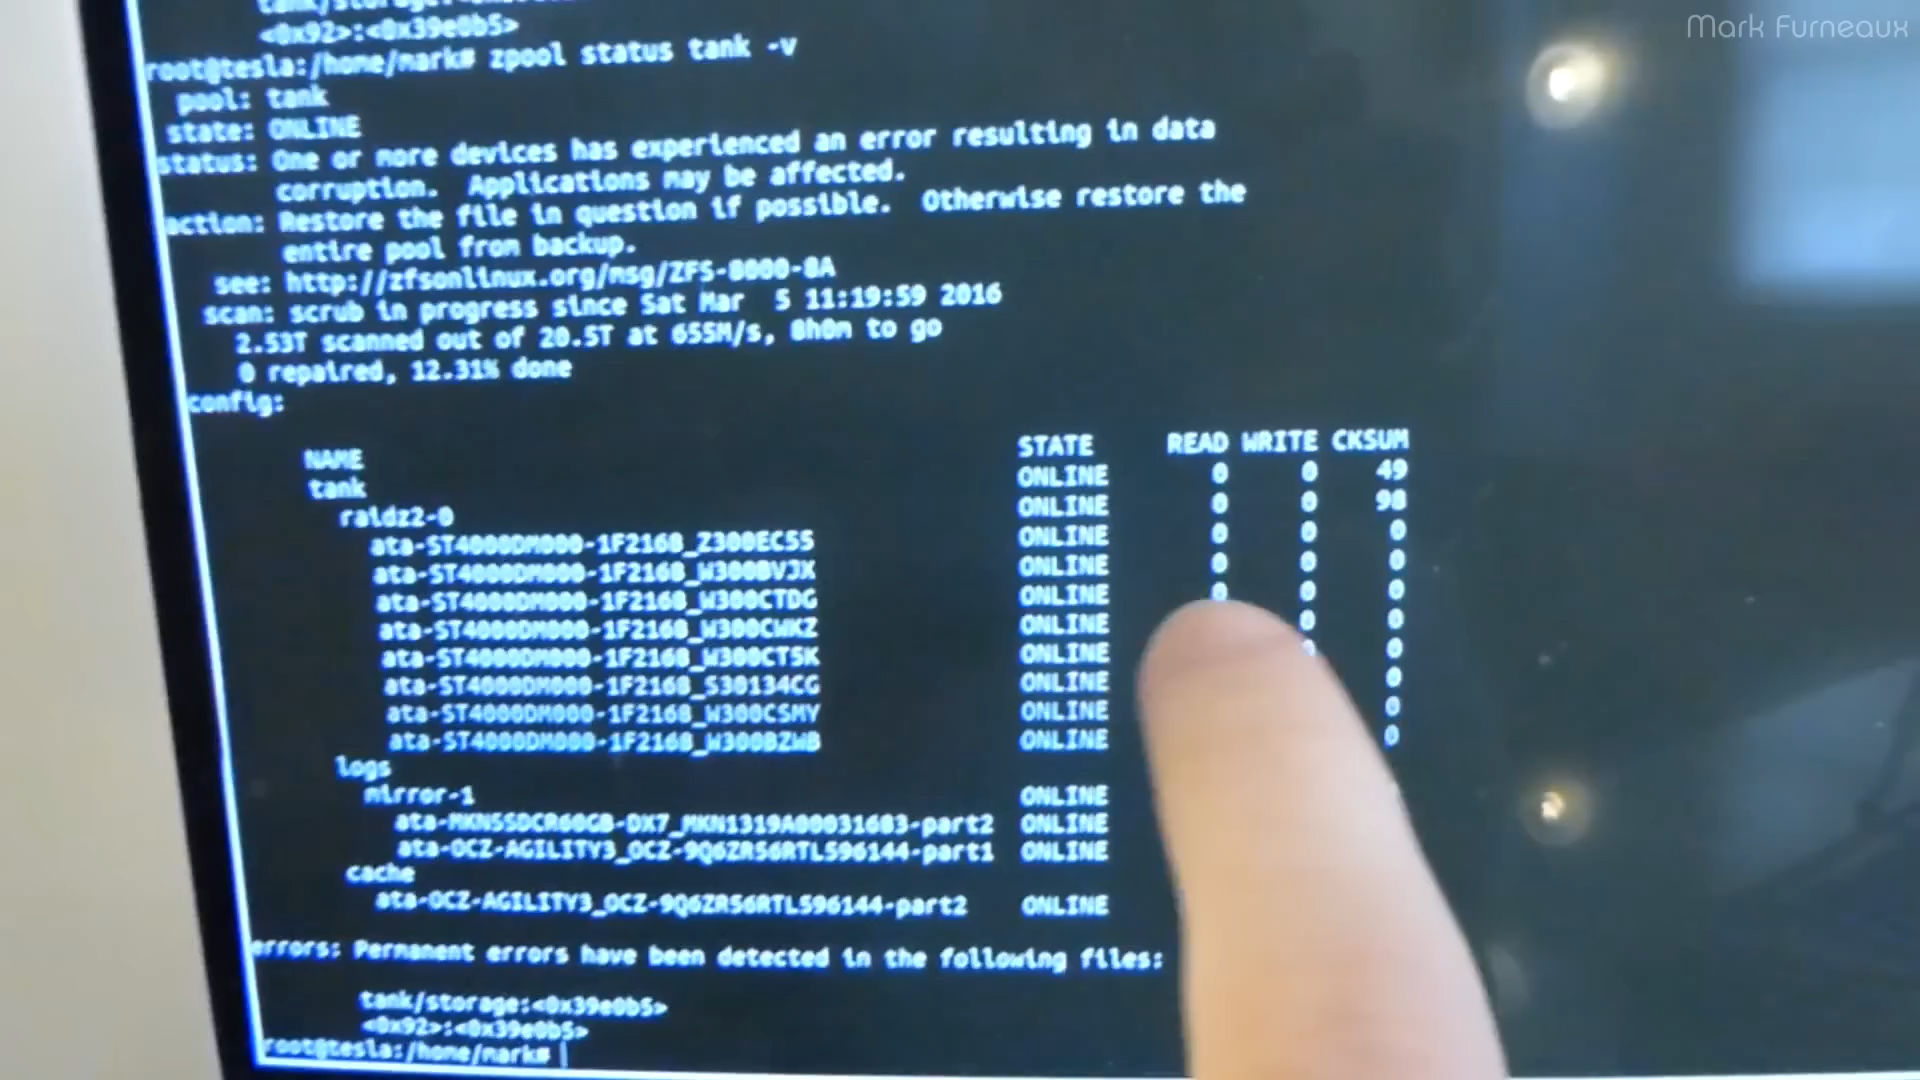 Mark Furneaux
<0x92>:<0x39e0b5>
root@tesla:/home/mark# zpool status tank -v
pool: tank
state: ONLINE
status: One or more devices has experienced an error resulting in data
corruption. Applications may be affected.
action: Restore the file in question if possible. Otherwise restore the
entire pool from backup.
see: http://zfsonlinux.org/msg/ZFS-8000-8A
scan: scrub in progress since Sat Mar 5 11:19:59 2016
2.53T scanned out of 20.5T at 655M/s, 8h0m to go
0 repaired, 12.31% done
config:
NAME STATE READ WRITE CKSUM
tank ONLINE 0 0 49
raidz2-0 ONLINE 0 0 98
ata-ST4000DM000-1F2168_Z300EC55 ONLINE 0 0 0
ata-ST4000DM000-1F2168_W300BVJX ONLINE 0 0 0
ata-ST4000DM000-1F2168_W300CTDG ONLINE 0 0 0
ata-ST4000DM000-1F2168_W300CWKZ ONLINE 0 0
ata-ST4000DM000-1F2168_W300CT5K ONLINE 0
ata-ST4000DM000-1F2168_S30134CG ONLINE 0
ata-ST4000DM000-1F2168_W300CSMY ONLINE 0
ata-ST4000DM000-1F2168_W300BZWB ONLINE 0
logs
mirror-1 ONLINE
ata-MKNSSDCR60GB-DX7_MKN1319A00031683-part2 ONLINE
ata-OCZ-AGILITY3_OCZ-9Q6ZR56RTL596144-part1 ONLINE
cache
ata-OCZ-AGILITY3_OCZ-9Q6ZR56RTL596144-part2 ONLINE
errors: Permanent errors have been detected in the following files:
tank/storage:<0x39e0b5>
<0x92>:<0x39e0b5>
root@tesla:/home/mark#